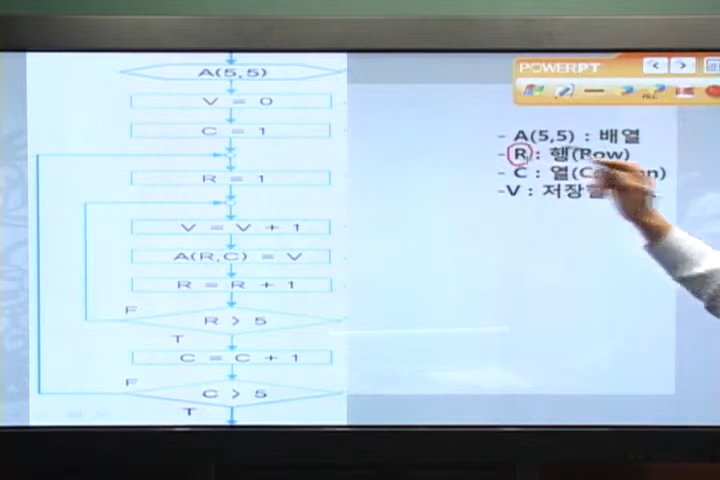 A(5,5)
V = 0
C = 1
R = 1
V = V + 1
A(R,C) = V
R = R + 1
F
R > 5
T
C = C + 1
F
C > 5
T
POWERPT
- A(5,5) : 배열
- R : 행(Row)
- C : 열(
- V : 저장